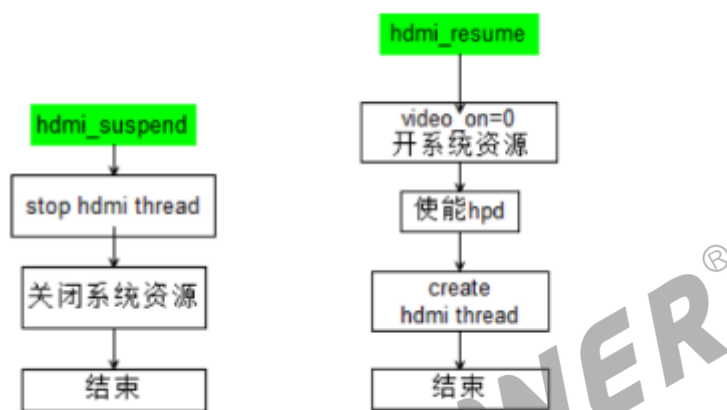 hdmi_suspend
stop hdmi thread
关闭系统资源
结束
hdmi_resume
video_on=0
开系统资源
使能hpd
create
hdmi thread
结束
NER®